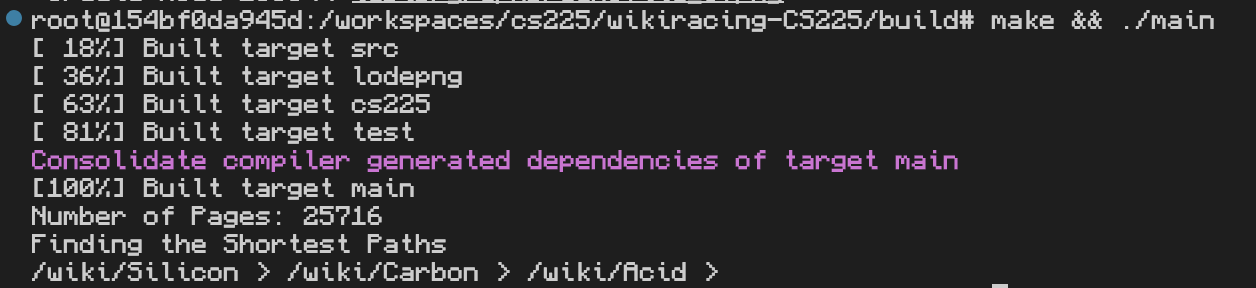 root@154bf0da945d:/workspaces/cs225/wikiracing-CS225/build# make && ./main
[ 18%] Built target src
[ 36%] Built target lodepng
[ 63%] Built target cs225
[ 81%] Built target test
Consolidate compiler generated dependencies of target main
[100%] Built target main
Number of Pages: 25716
Finding the Shortest Paths
/wiki/Silicon > /wiki/Carbon > /wiki/Acid >